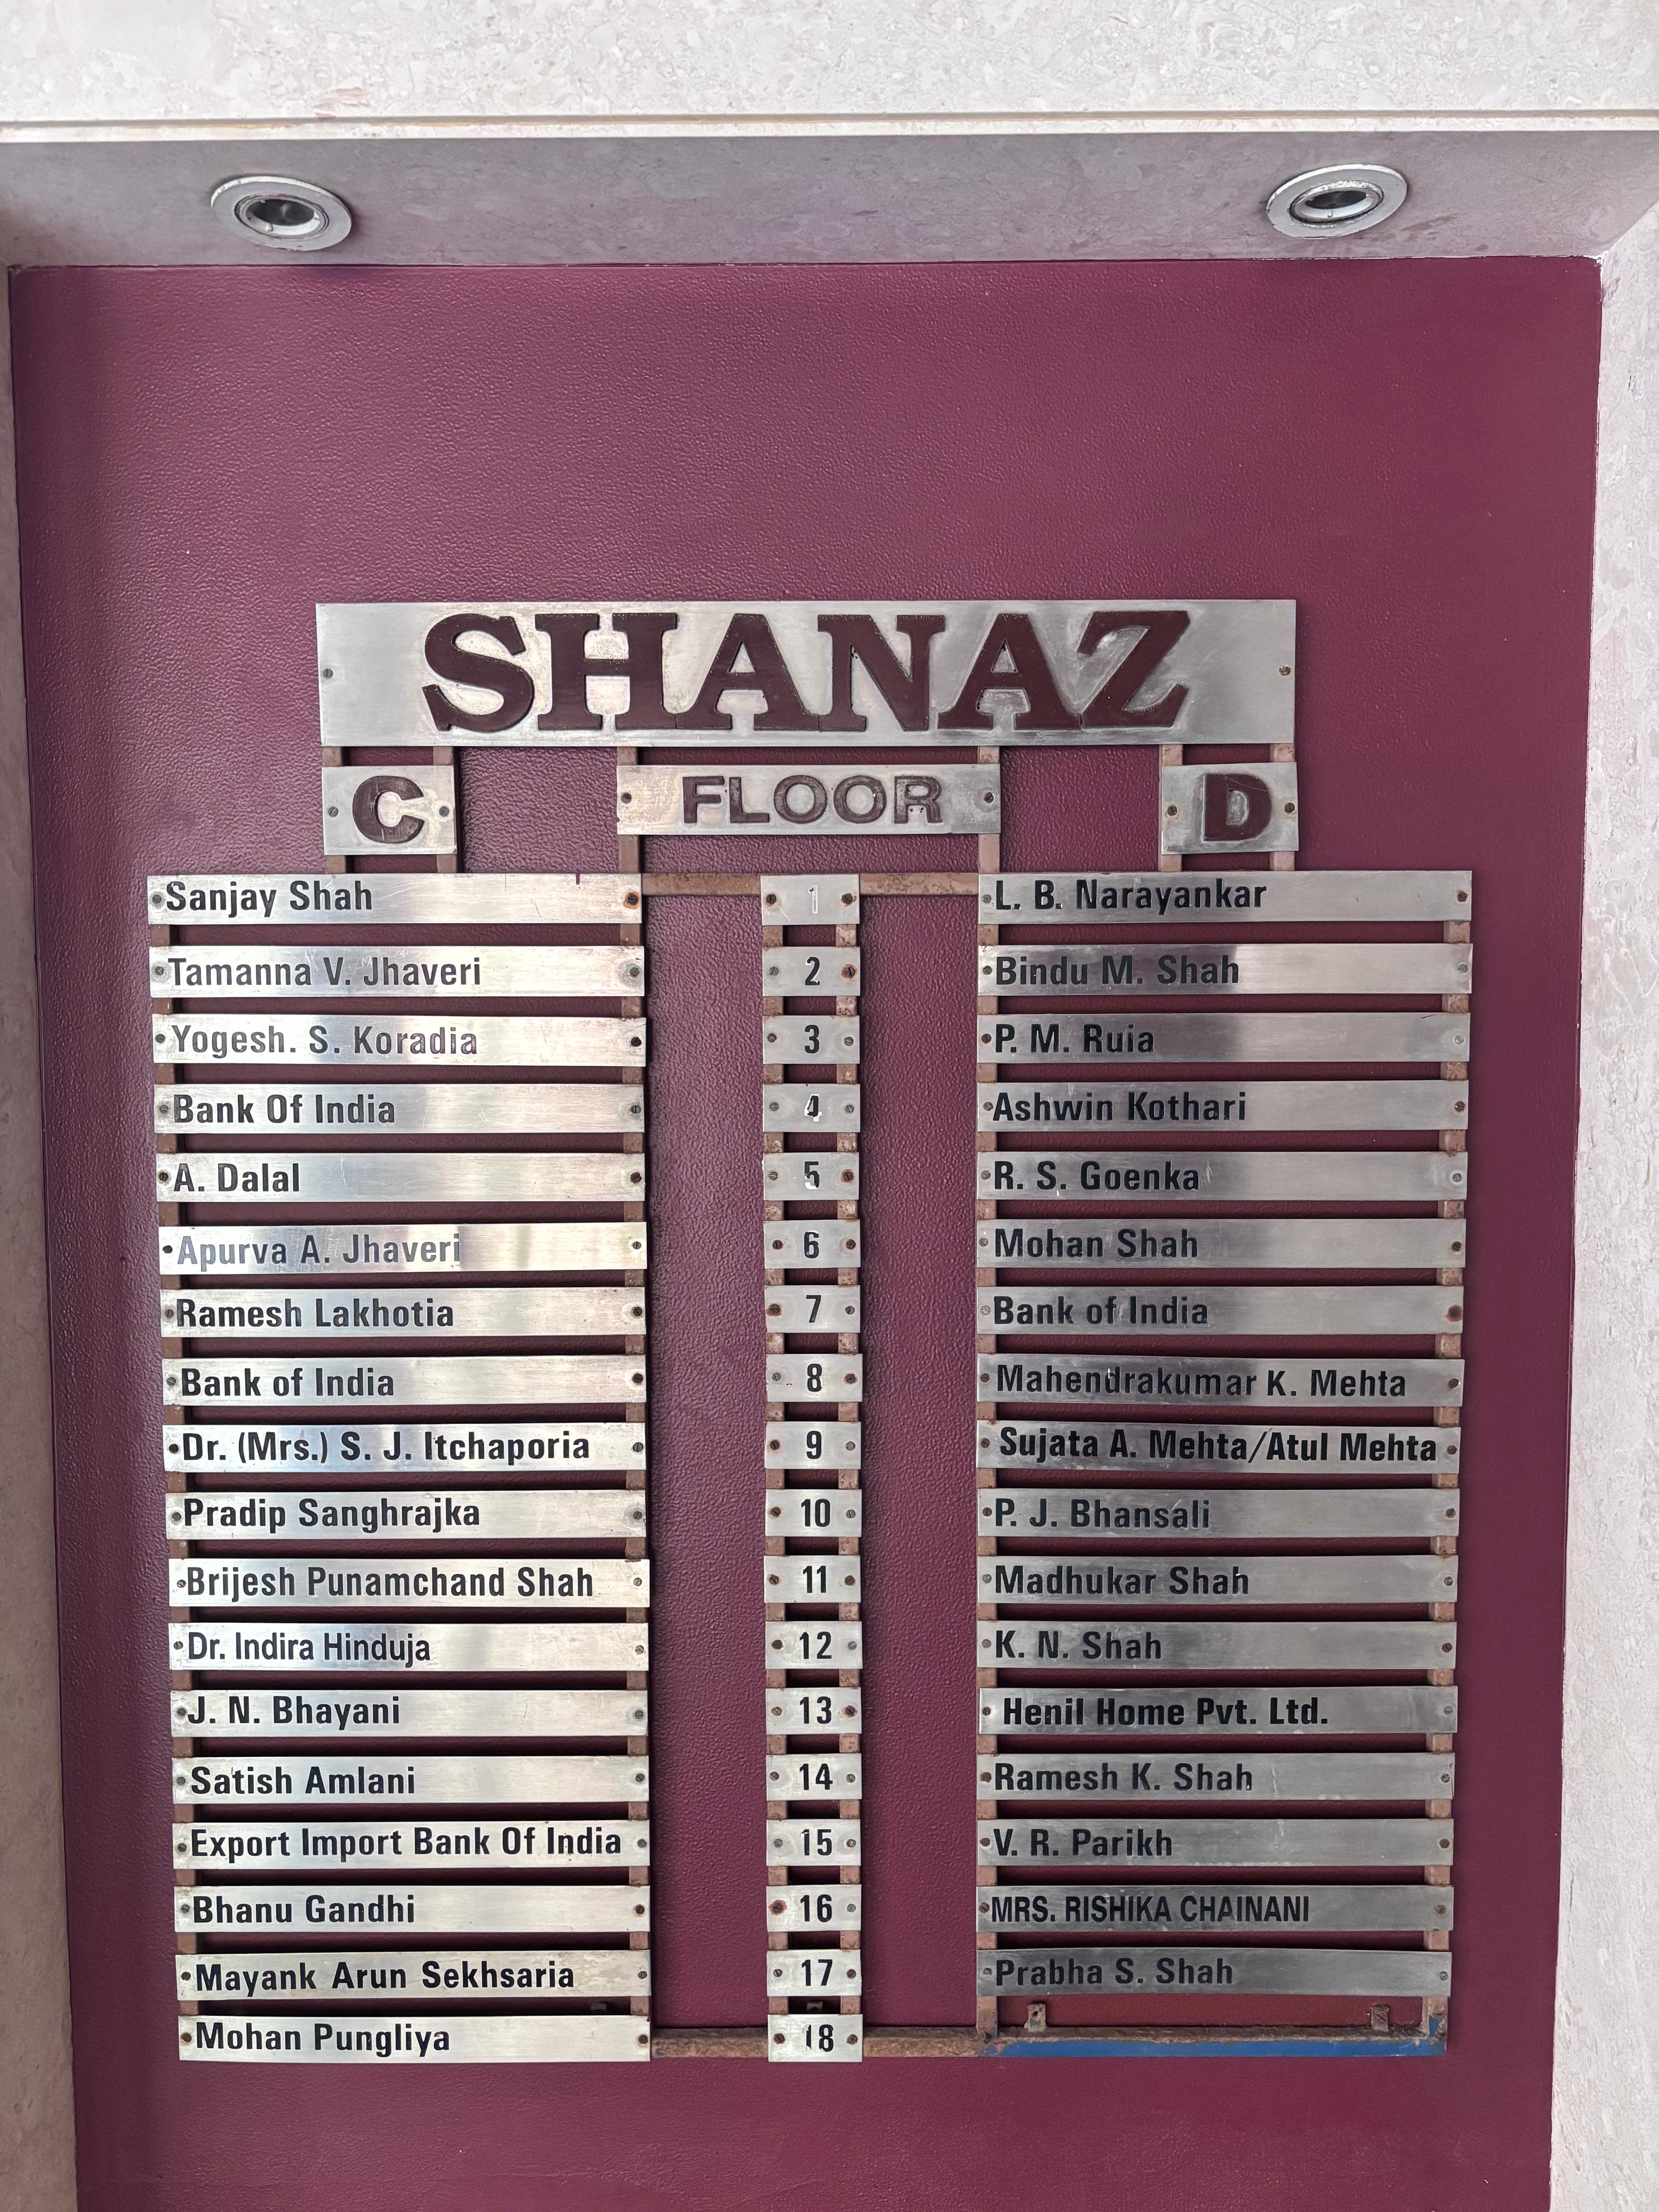 SHANAZ
C FLOOR D
Sanjay Shah 1 L. B. Narayankar
Tamanna V. Jhaveri 2 Bindu M. Shah
Yogesh. S. Koradia 3 P. M. Ruia
Bank Of India 4 Ashwin Kothari
A. Dalal 5 R. S. Goenka
Apurva A. Jhaveri 6 Mohan Shah
Ramesh Lakhotia 7 Bank of India
Bank of India 8 Mahendrakumar K. Mehta
Dr. (Mrs.) S. J. Itchaporia 9 Sujata A. Mehta/Atul Mehta
Pradip Sanghrajka 10 P. J. Bhansali
Brijesh Punamchand Shah 11 Madhukar Shah
Dr. Indira Hinduja 12 K. N. Shah
J. N. Bhayani 13 Henil Home Pvt. Ltd.
Satish Amlani 14 Ramesh K. Shah
Export Import Bank Of India 15 V. R. Parikh
Bhanu Gandhi 16 MRS. RISHIKA CHAINANI
Mayank Arun Sekhsaria 17 Prabha S. Shah
Mohan Pungliya 18